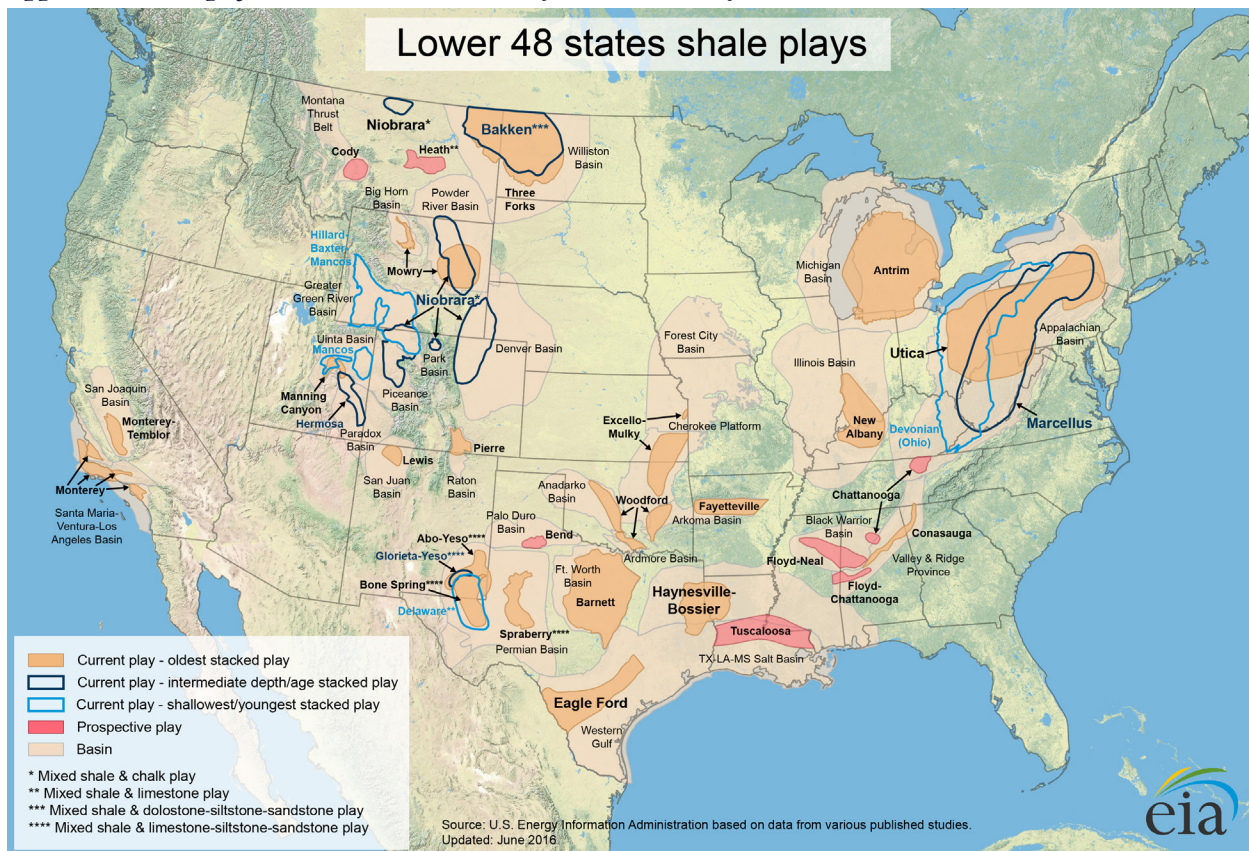 Lower 48 states shale plays
Montana
Thrust
Belt
Niobrara*
Bakken***
Williston
Basin
Cody
Heath**
Big Horn
Basin
Powder
River Basin
Three
Forks
Hillard-
Baxter-
Mancos
Mowry
Greater
Green River
Basin
Niobrara*
Michigan
Basin
Antrim
Uinta Basin
Mancos
Park
Basin
Denver Basin
Forest City
Basin
Illinois Basin
Utica
Appalachian
Basin
San Joaquin
Basin
Manning
Canyon
Piceance
Basin
Hermosa
Monterey-
Temblor
Paradox
Basin
Excello-
Mulky
Cherokee Platform
New
Albany
Devonian
(Ohio)
Marcellus
Lewis
Pierre
Monterey
San Juan
Basin
Raton
Basin
Anadarko
Basin
Woodford
Fayetteville
Arkoma Basin
Chattanooga
Santa Maria-
Ventura-Los
Angeles Basin
Palo Duro
Basin
Bend
Black Warrior
Basin
Conasauga
Abo-Yeso****
Glorieta-Yeso****
Ardmore Basin
Floyd-Neal
Valley & Ridge
Province
Bone Spring****
Ft. Worth
Basin
Floyd-
Chattanooga
Delaware**
Barnett
Haynesville-
Bossier
Spraberry****
Permian Basin
Tuscaloosa
TX-LA-MS Salt Basin
Eagle Ford
Western
Gulf
Current play - oldest stacked play
Current play - intermediate depth/age stacked play
Current play - shallowest/youngest stacked play
Prospective play
Basin
* Mixed shale & chalk play
** Mixed shale & limestone play
*** Mixed shale & dolostone-siltstone-sandstone play
**** Mixed shale & limestone-siltstone-sandstone play
Source: U.S. Energy Information Administration based on data from various published studies.
Updated: June 2016
eia